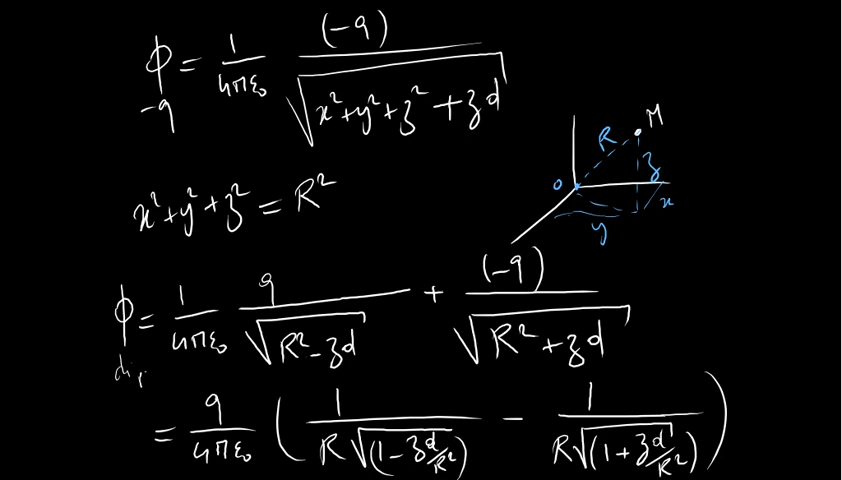 ϕ₋q = 1/4πε₀ (-q)/√(x²+y²+z²+zd)
M
R
z
o
x
y
x²+y²+z² = R²
ϕ = 1/4πε₀ q/√(R²-zd) + (-q)/√(R²+zd)
= q/4πε₀ (1/R√(1-zd/R²) - 1/R√(1+zd/R²))